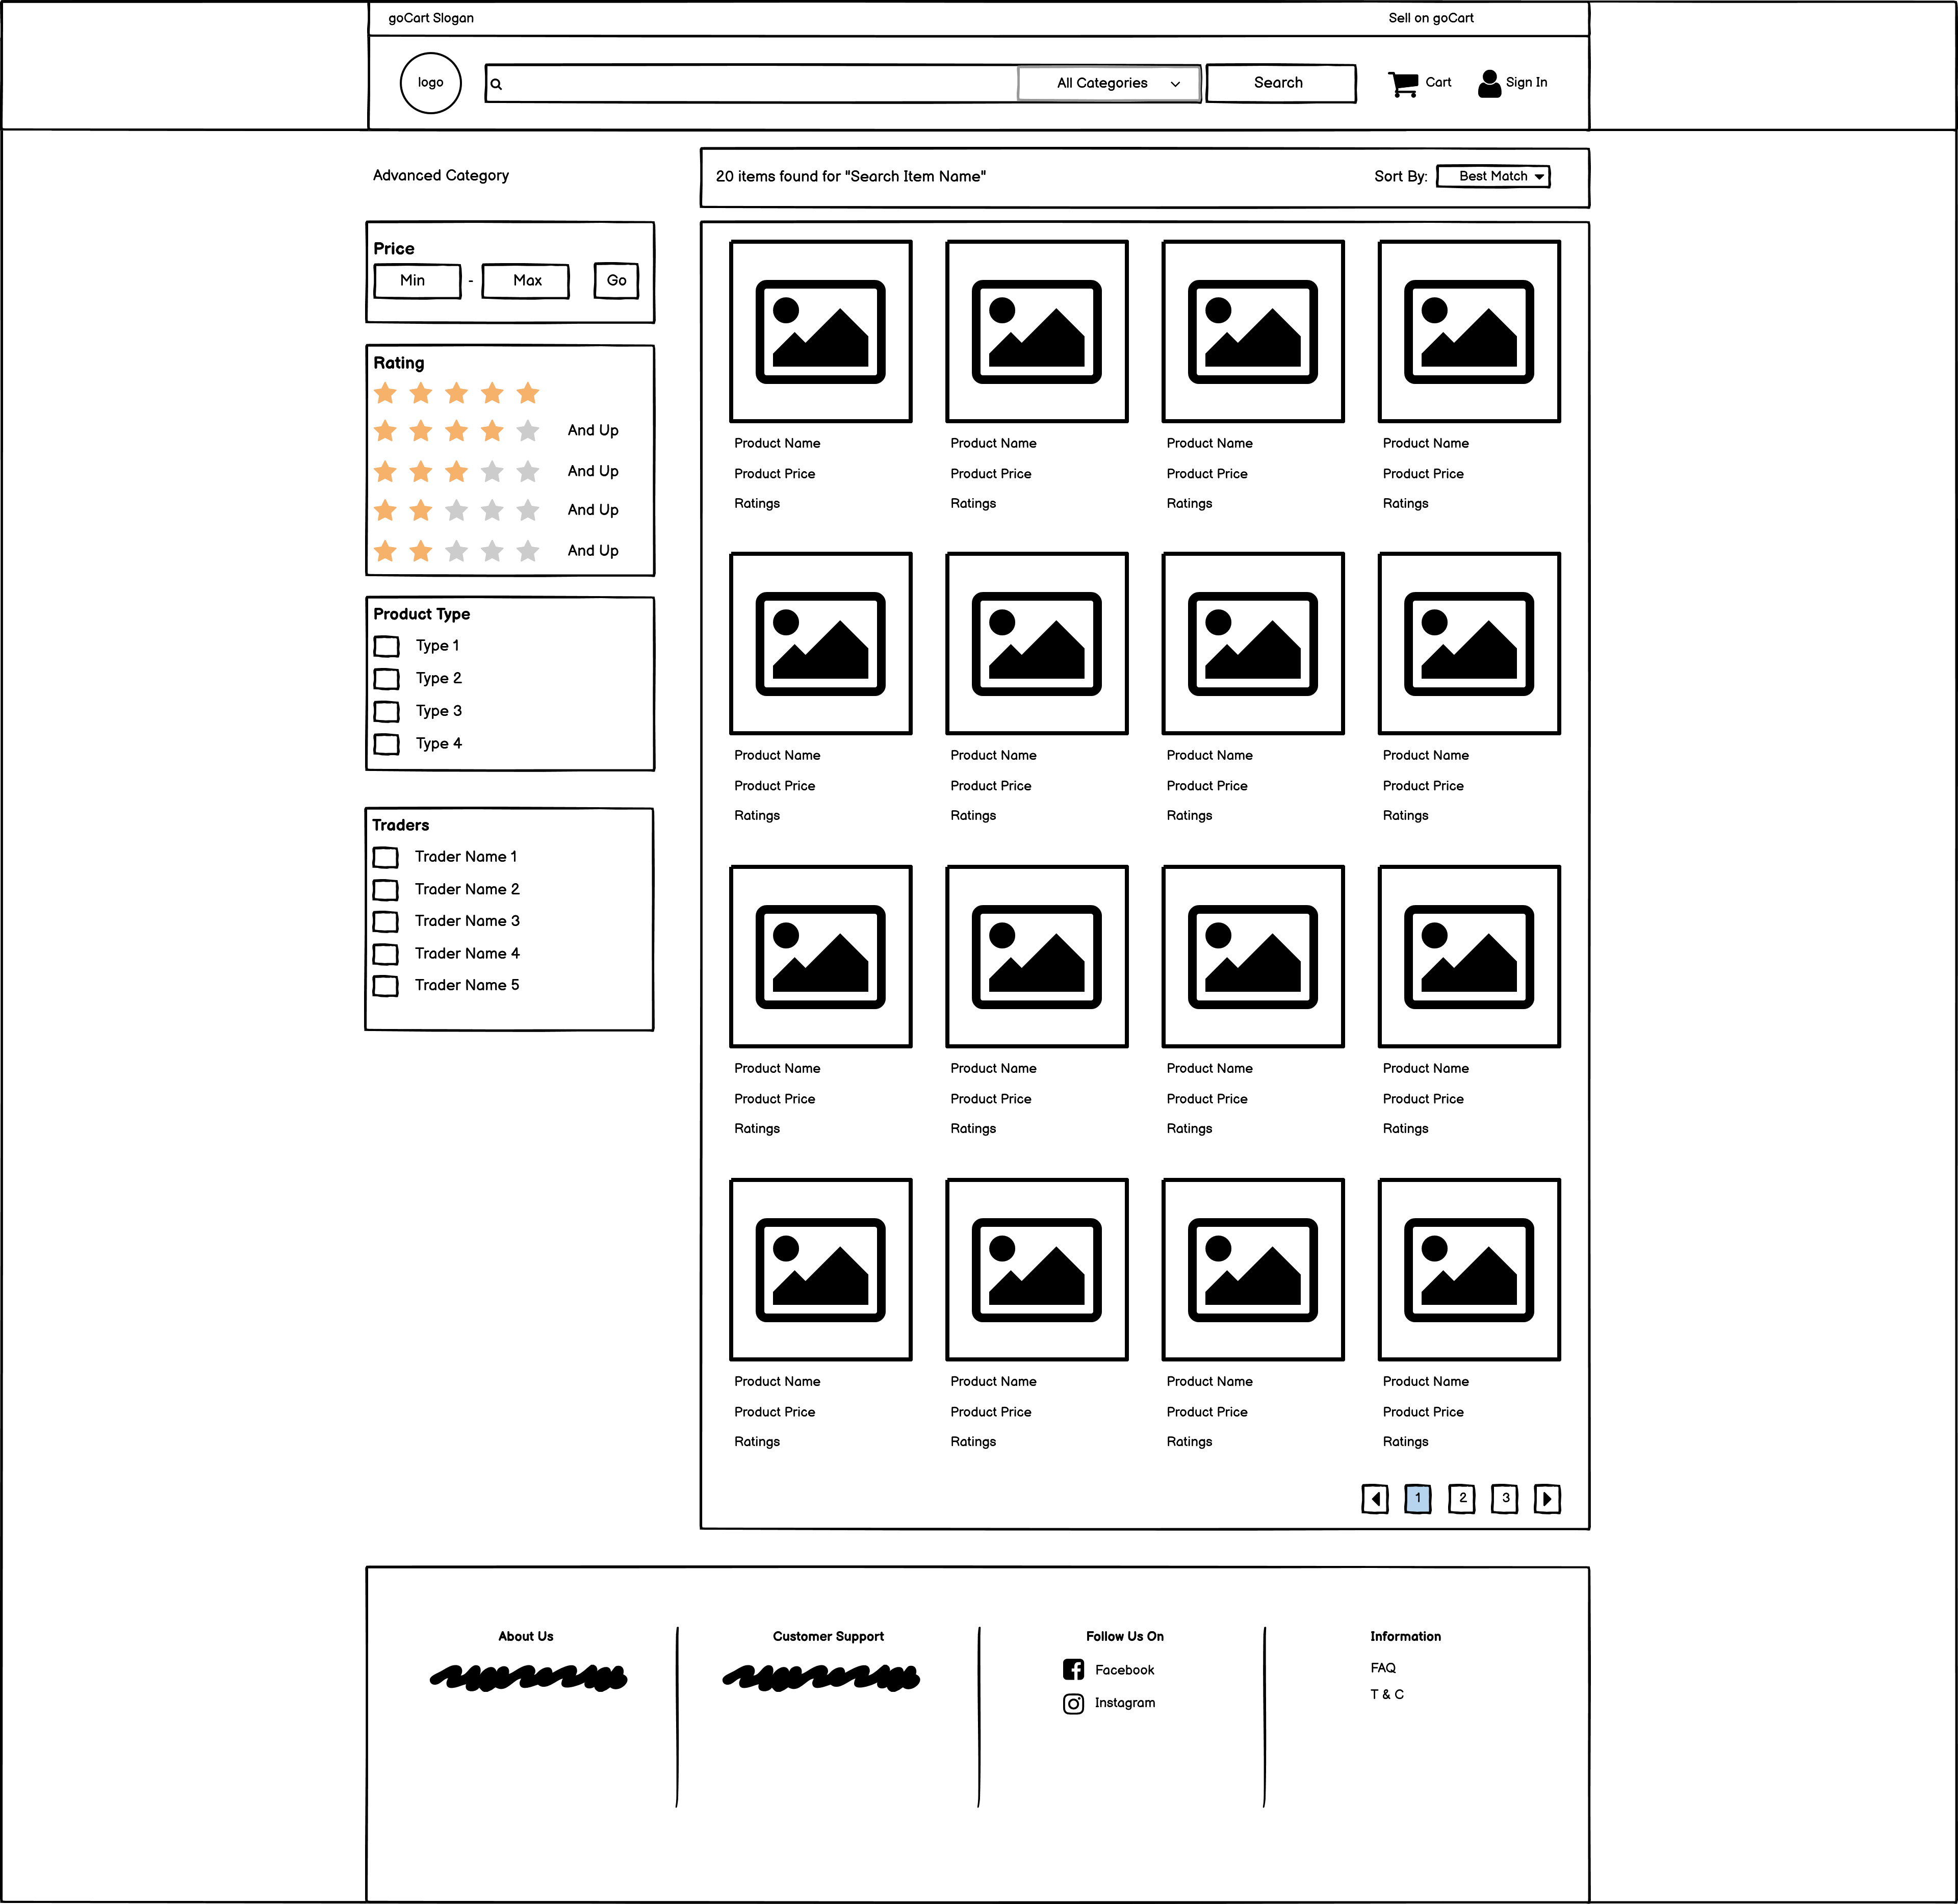 goCart Slogan
Sell on goCart
logo
All Categories
Search
Cart
Sign In
Advanced Category
20 items found for "Search Item Name"
Sort By:
Best Match
Price
Min
-
Max
Go
Rating
And Up
And Up
And Up
And Up
Product Type
Type 1
Type 2
Type 3
Type 4
Traders
Trader Name 1
Trader Name 2
Trader Name 3
Trader Name 4
Trader Name 5
Product Name
Product Name
Product Name
Product Name
Product Price
Product Price
Product Price
Product Price
Ratings
Ratings
Ratings
Ratings
Product Name
Product Name
Product Name
Product Name
Product Price
Product Price
Product Price
Product Price
Ratings
Ratings
Ratings
Ratings
Product Name
Product Name
Product Name
Product Name
Product Price
Product Price
Product Price
Product Price
Ratings
Ratings
Ratings
Ratings
Product Name
Product Name
Product Name
Product Name
Product Price
Product Price
Product Price
Product Price
Ratings
Ratings
Ratings
Ratings
1
2
3
About Us
Customer Support
Follow Us On
Facebook
Instagram
Information
FAQ
T & C